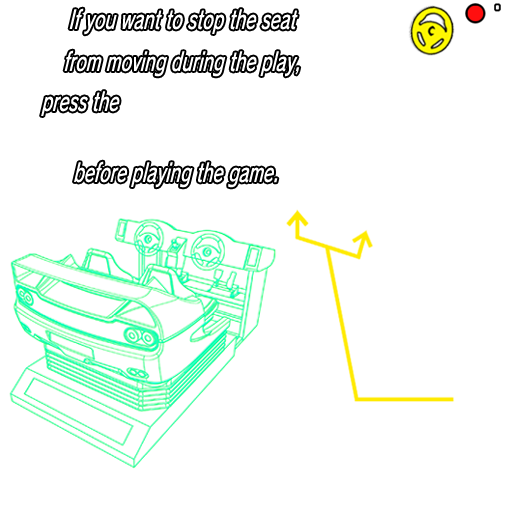 If you want to stop the seat
from moving during the play,
press the
before playing the game.